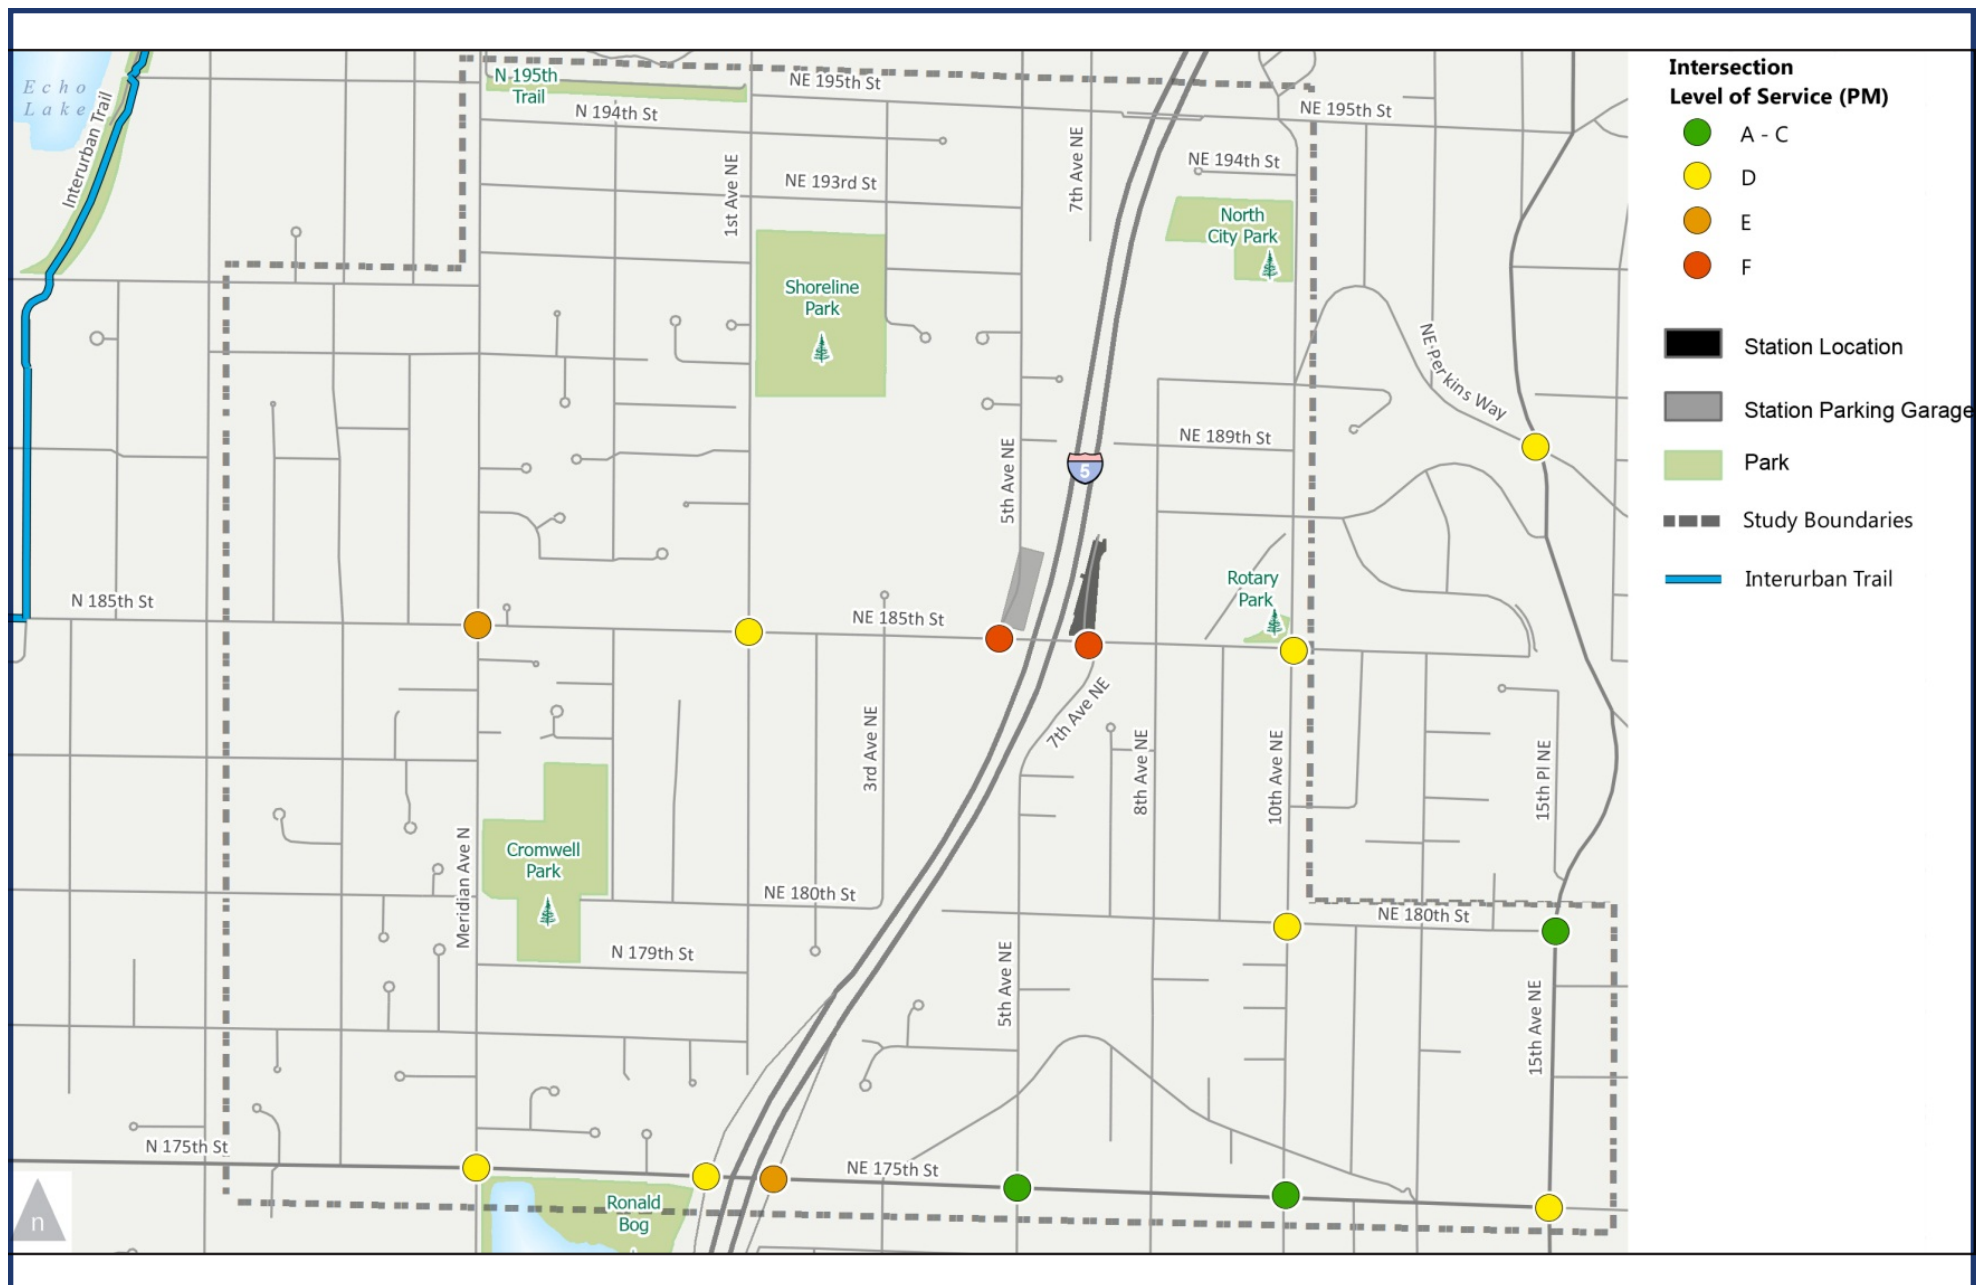 Echo
Lake
Interurban Trail
N 195th
Trail
N 194th St
NE 195th St
NE 195th St
NE 194th St
NE 193rd St
1st Ave NE
7th Ave NE
North
City Park
Shoreline
Park
NE Perkins Way
5th Ave NE
NE 189th St
5
N 185th St
NE 185th St
Rotary
Park
7th Ave NE
3rd Ave NE
8th Ave NE
10th Ave NE
15th Pl NE
Meridian Ave N
Cromwell
Park
NE 180th St
NE 180th St
N 179th St
5th Ave NE
15th Ave NE
N 175th St
NE 175th St
Ronald
Bog
n
Intersection
Level of Service (PM)
A - C
D
E
F
Station Location
Station Parking Garage
Park
Study Boundaries
Interurban Trail